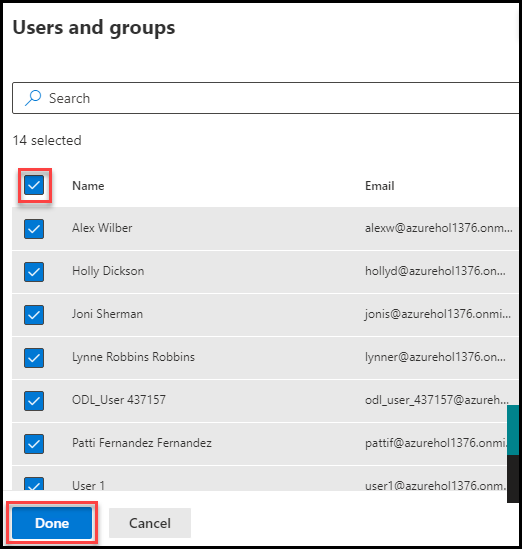 Users and groups
Search
14 selected
Name Email
Alex Wilber alexw@azurehol1376.onm...
Holly Dickson hollyd@azurehol1376.on...
Joni Sherman jonis@azurehol1376.onmi...
Lynne Robbins Robbins lynner@azurehol1376.on...
ODL_User 437157 odl_user_437157@azureh...
Patti Fernandez Fernandez pattif@azurehol1376.onmi...
User 1 user1@azurehol1376.onm...
Done Cancel